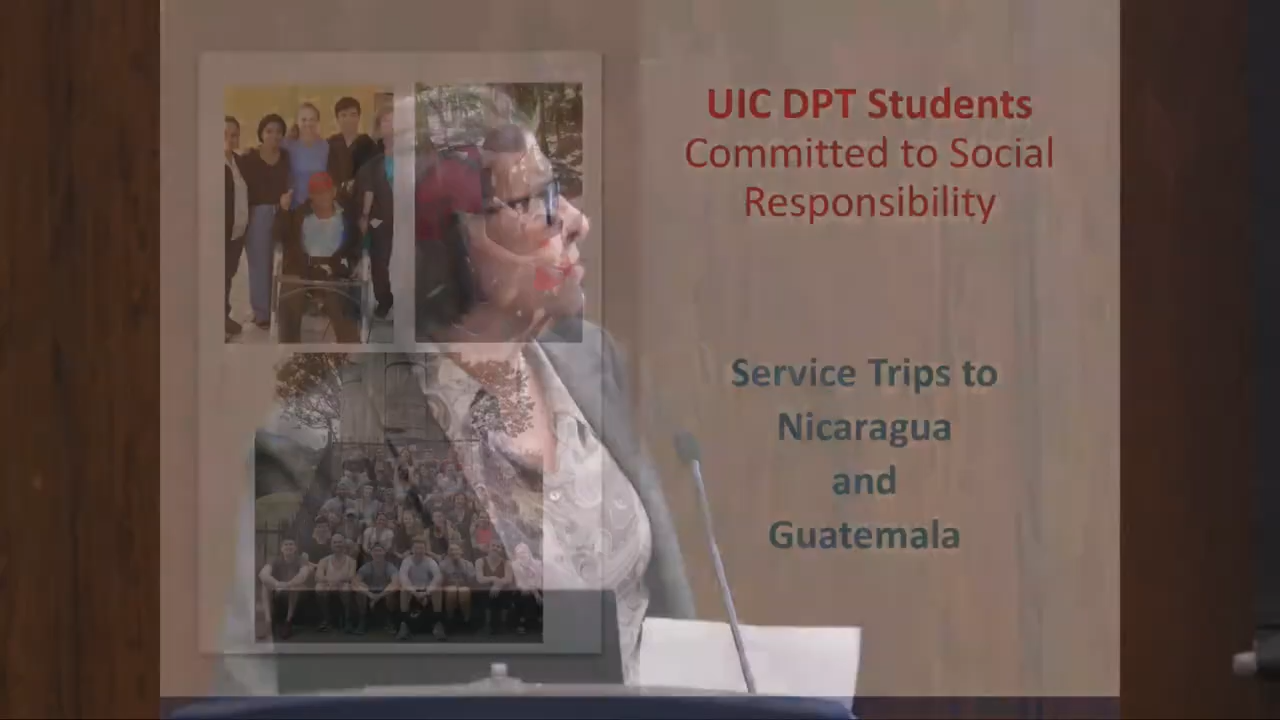 UIC DPT Students
Committed to Social
Responsibility
Service Trips to
Nicaragua
and
Guatemala